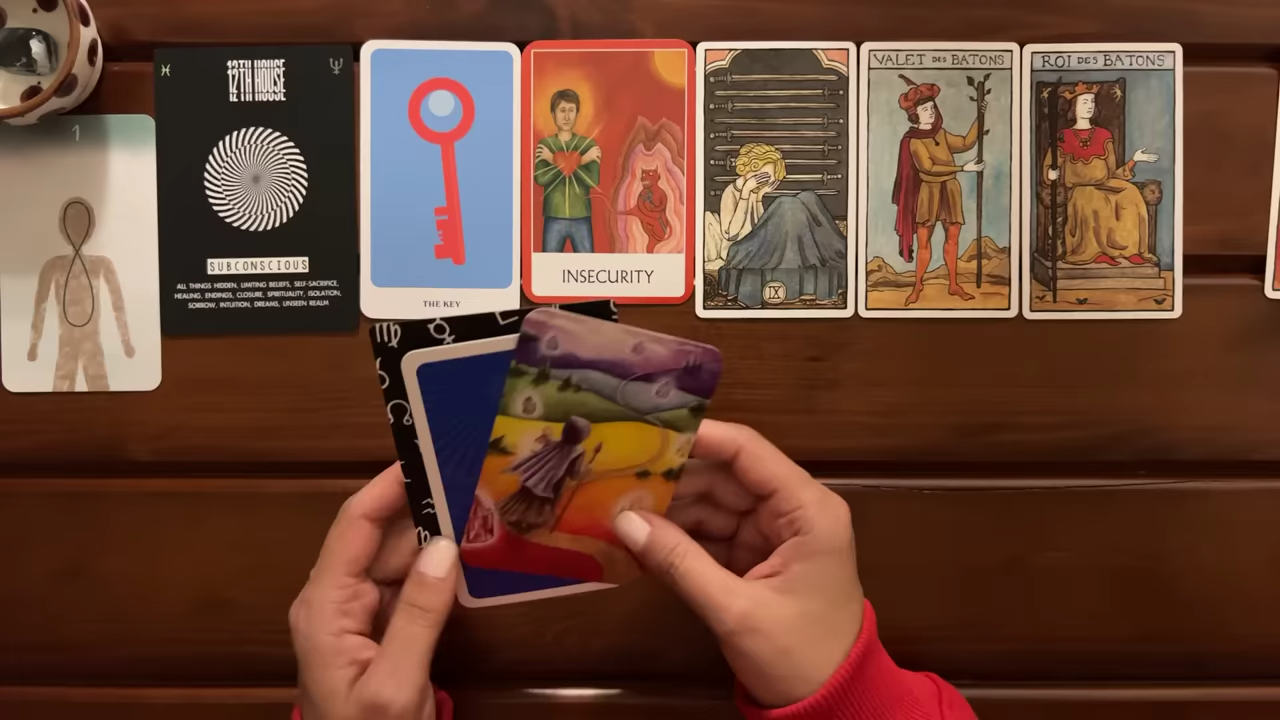 1
12TH HOUSE
SUBCONSCIOUS
ALL THINGS HIDDEN, LIMITING BELIEFS, SELF-SACRIFICE,
HEALING, ENDINGS, CLOSURE, SPIRITUALITY, ISOLATION,
SORROW, INTUITION, DREAMS, UNSEEN REALM
THE KEY
INSECURITY
IX
VALET DES BATONS
ROI DES BATONS